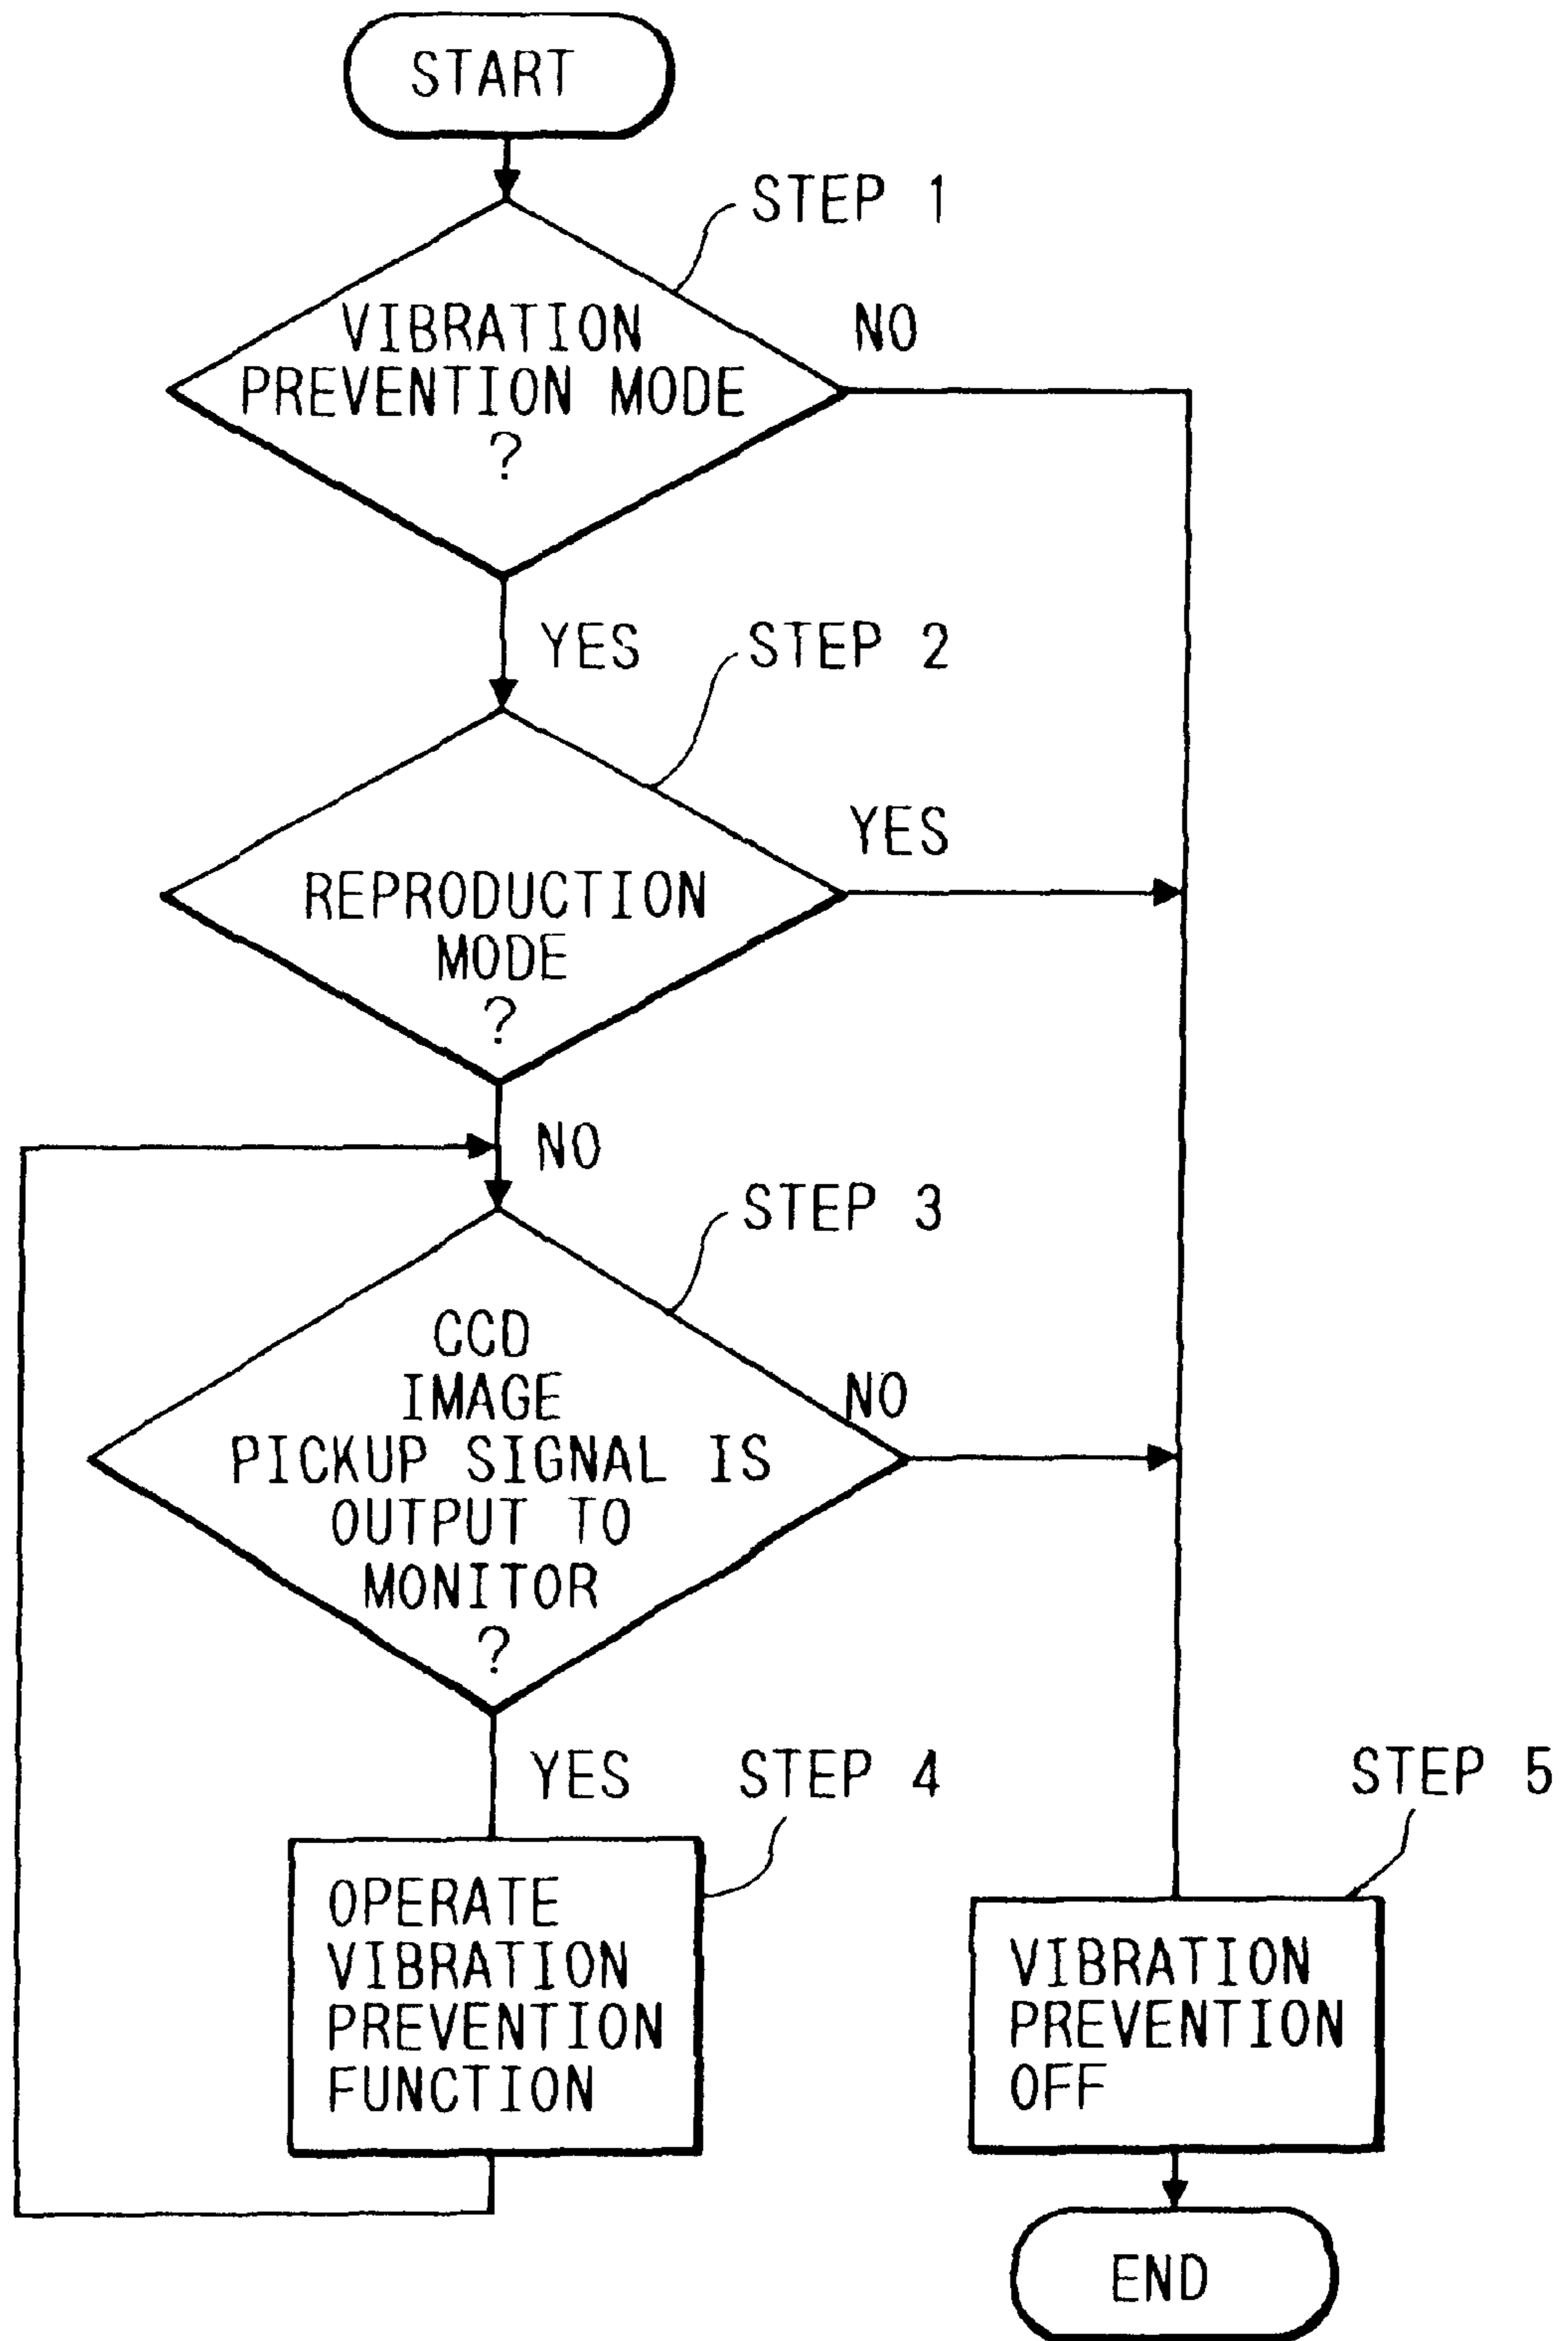 START
STEP 1
VIBRATION
PREVENTION MODE
?
NO
YES
STEP 2
REPRODUCTION
MODE
?
YES
NO
STEP 3
CCD
IMAGE
PICKUP SIGNAL IS
OUTPUT TO
MONITOR
?
NO
YES
STEP 4
OPERATE
VIBRATION
PREVENTION
FUNCTION
STEP 5
VIBRATION
PREVENTION
OFF
END